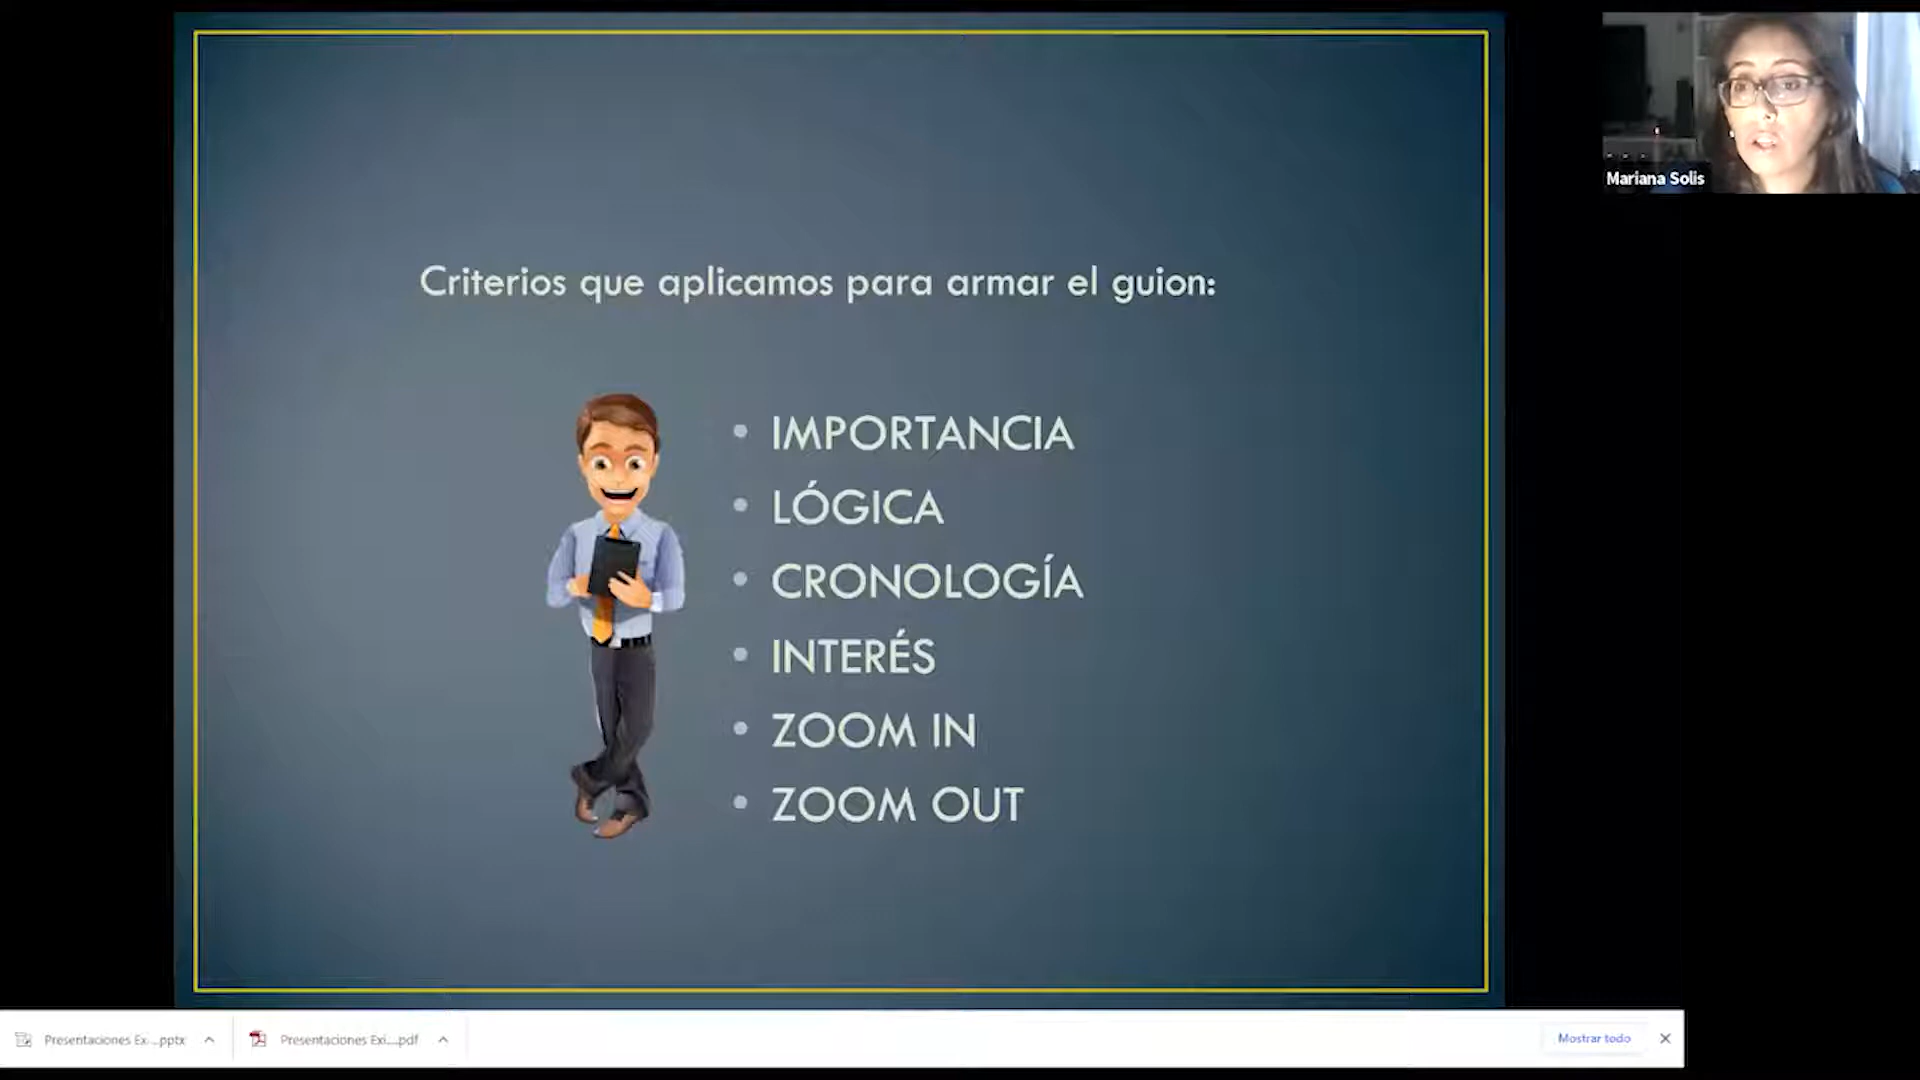 Criterios que aplicamos para armar el guion:
• IMPORTANCIA
• LÓGICA
• CRONOLOGÍA
• INTERÉS
• ZOOM IN
• ZOOM OUT
Mariana Solis
Presentaciones Ex....pptx
Presentaciones Exi....pdf
Mostrar todo